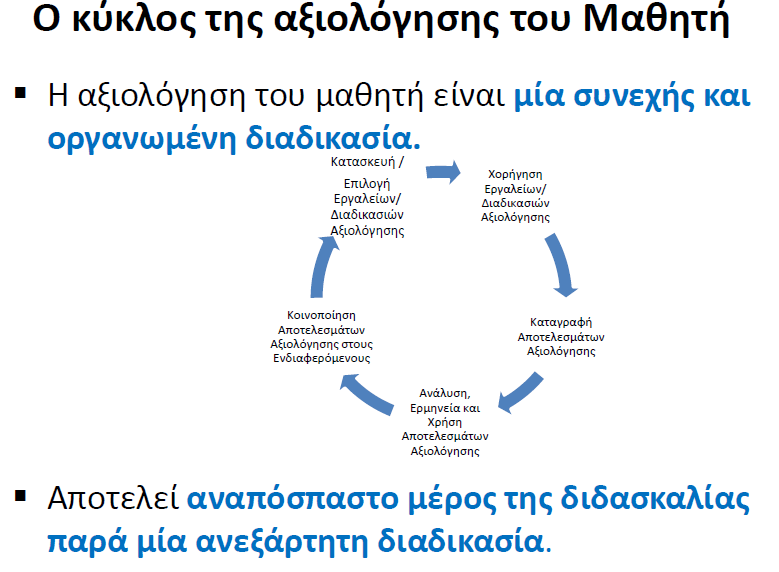 Ο κύκλος της αξιολόγησης του Μαθητή
▪ Η αξιολόγηση του μαθητή είναι μία συνεχής και
οργανωμένη διαδικασία.
Κατασκευή /
Επιλογή
Εργαλείων/
Διαδικασιών
Αξιολόγησης
Χορήγηση
Εργαλείων/
Διαδικασιών
Αξιολόγησης
Καταγραφή
Αποτελεσμάτων
Αξιολόγησης
Ανάλυση,
Ερμηνεία και
Χρήση
Αποτελεσμάτων
Αξιολόγησης
Κοινοποίηση
Αποτελεσμάτων
Αξιολόγησης στους
Ενδιαφερόμενους
▪ Αποτελεί αναπόσπαστο μέρος της διδασκαλίας
παρά μία ανεξάρτητη διαδικασία.